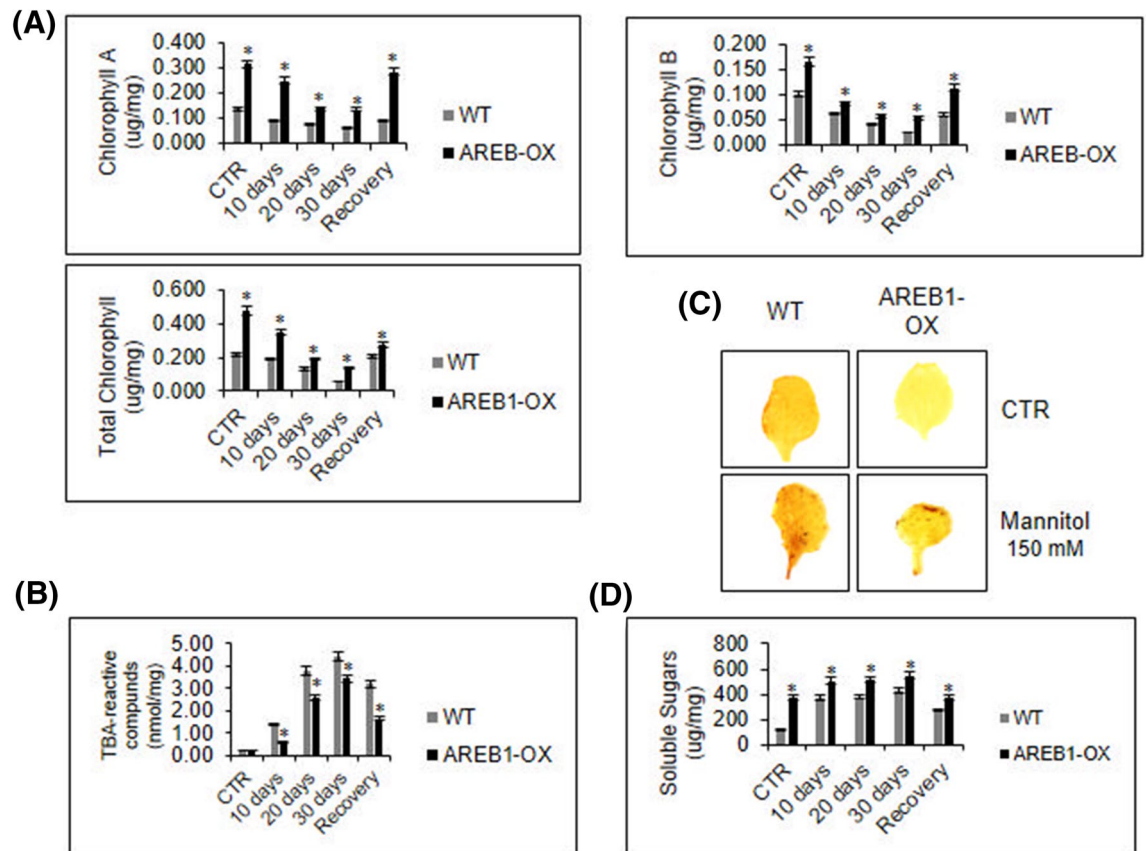 (A)
Chlorophyll A
(ug/mg)
0.400
0.300
0.200
0.100
0.000
CTR
10 days
20 days
30 days
Recovery
WT
AREB-OX
Chlorophyll B
(ug/mg)
0.200
0.150
0.100
0.050
0.000
CTR
10 days
20 days
30 days
Recovery
WT
AREB-OX
Total Chlorophyll
(ug/mg)
0.600
0.400
0.200
0.000
CTR
10 days
20 days
30 days
Recovery
WT
AREB1-OX
(C)
WT
AREB1-
OX
CTR
Mannitol
150 mM
(B)
TBA-reactive
compunds
(nmol/mg)
5.00
4.00
3.00
2.00
1.00
0.00
CTR
10 days
20 days
30 days
Recovery
WT
AREB1-OX
(D)
Soluble Sugars
(ug/mg)
800
600
400
200
0
CTR
10 days
20 days
30 days
Recovery
WT
AREB1-OX